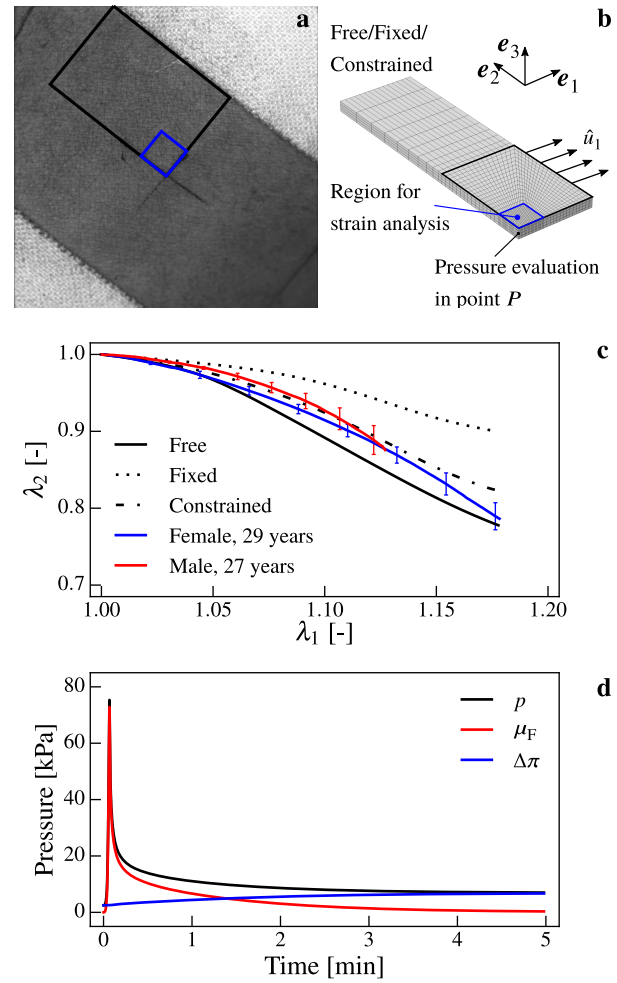 a
b
Free/Fixed/
Constrained
e3
e2
e1
û1
Region for
strain analysis
Pressure evaluation
in point P
c
1.0
0.9
0.8
0.7
λ2 [-]
Free
Fixed
Constrained
Female, 29 years
Male, 27 years
1.00 1.05 1.10 1.15 1.20
λ1 [-]
d
80
60
40
20
0
Pressure [kPa]
p
μF
Δπ
0 1 2 3 4 5
Time [min]